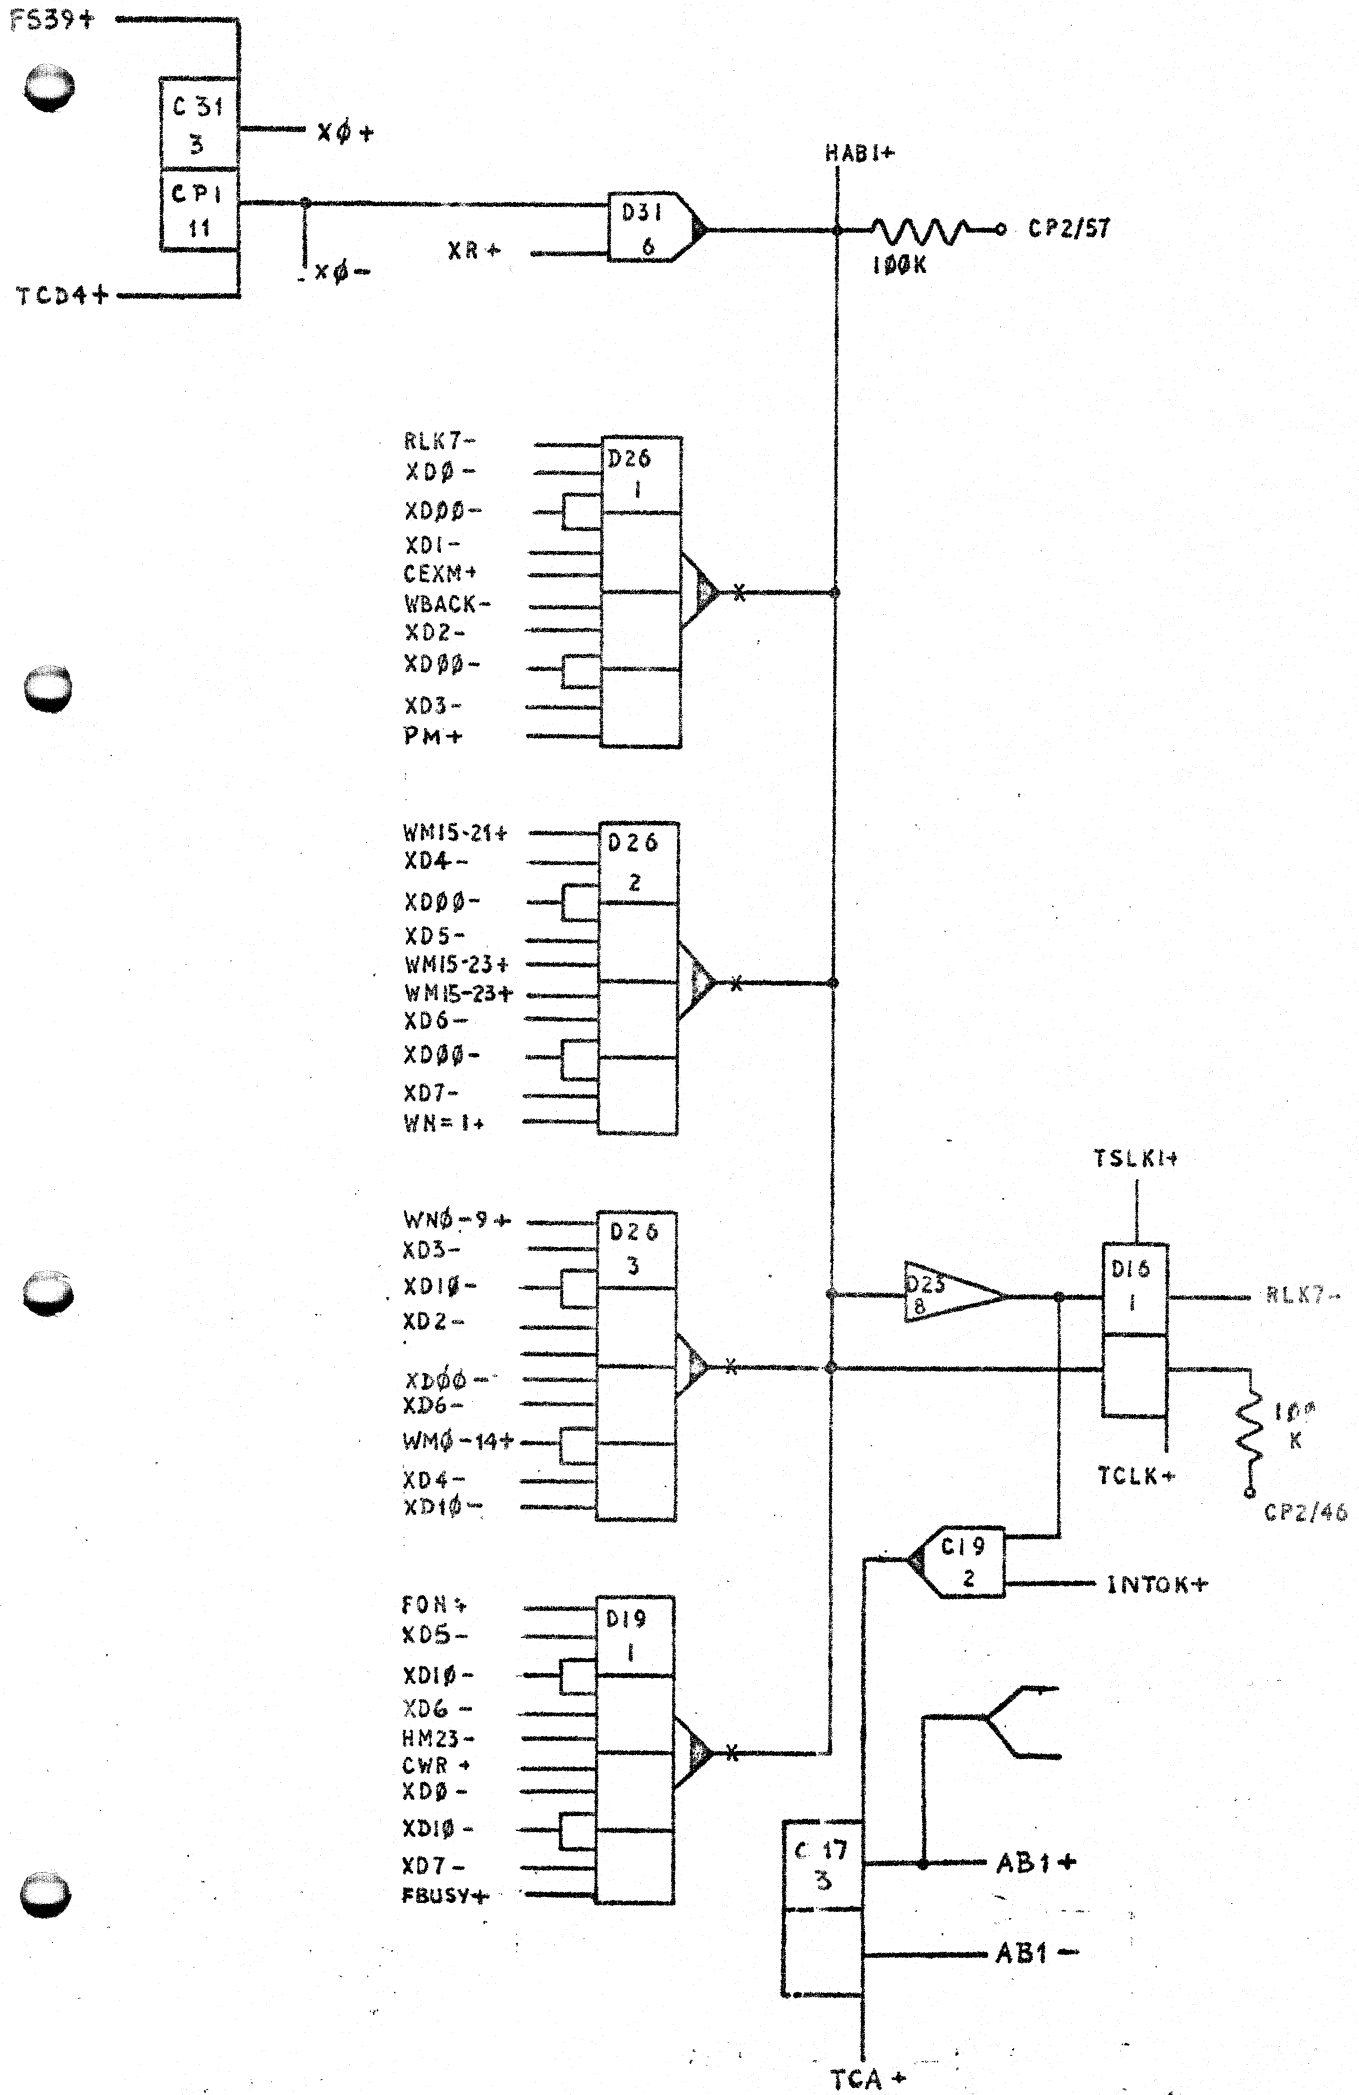 FS39+
C 31
3
XØ+
CP1
11
XØ-
TCD4+
XR+
D31
6
HAB1+
100K
CP2/57
RLK7-
XDØ-
XDØØ-
XD1-
CEXM+
WBACK-
XD2-
XDØØ-
XD3-
PM+
D26
1
X
WM15-21+
XD4-
XDØØ-
XD5-
WM15-23+
WM15-23+
XD6-
XDØØ-
XD7-
WN=1+
D26
2
X
WNØ-9+
XD3-
XD1Ø-
XD2-
XDØØ-
XD6-
WMØ-14+
XD4-
XD1Ø-
D26
3
X
TSLK1+
D23
8
D16
1
RLK7-
TCLK+
1ØØ
K
CP2/46
C19
2
INTOK+
FON+
XD5-
XD1Ø-
XD6-
HM23-
CWR+
XDØ-
XD1Ø-
XD7-
FBUSY+
D19
1
X
C 17
3
AB1+
AB1-
TCA+